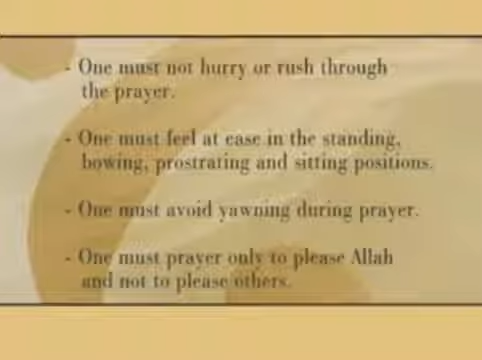 - One must not hurry or rush through
the prayer.
- One must feel at ease in the standing,
bowing, prostrating and sitting positions.
- One must avoid yawning during prayer.
- One must prayer only to please Allah
and not to please others.